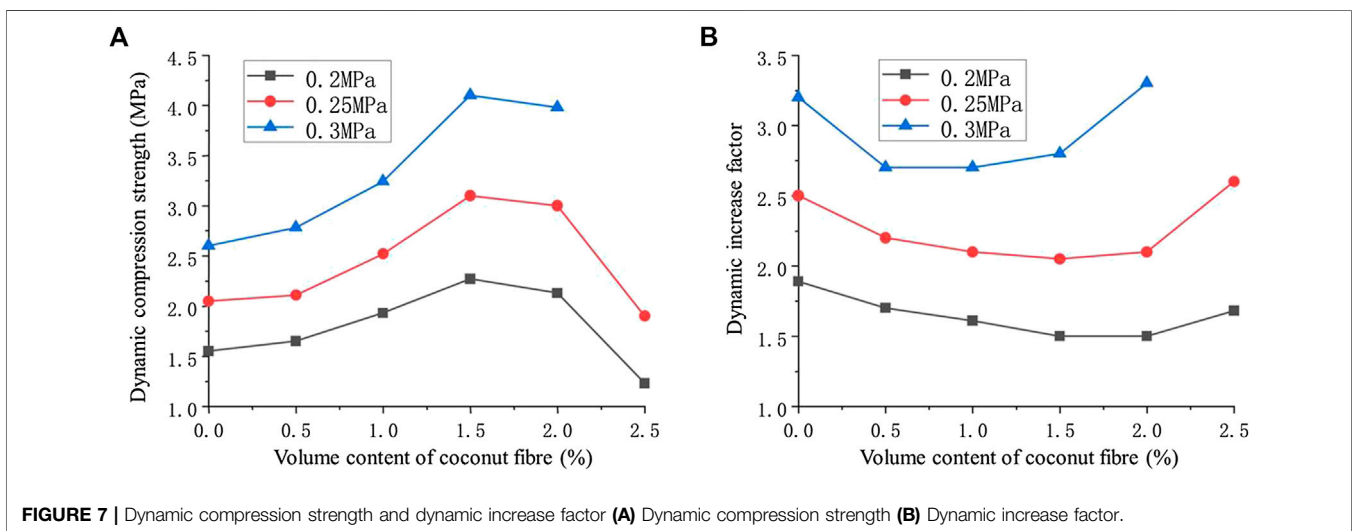 A
Dynamic compression strength (MPa)
4.5
4.0
3.5
3.0
2.5
2.0
1.5
1.0
0.2MPa
0.25MPa
0.3MPa
0.0 0.5 1.0 1.5 2.0 2.5
Volume content of coconut fibre (%)
B
Dynamic increase factor
3.5
3.0
2.5
2.0
1.5
1.0
0.2MPa
0.25MPa
0.3MPa
0.0 0.5 1.0 1.5 2.0 2.5
Volume content of coconut fibre (%)
FIGURE 7 | Dynamic compression strength and dynamic increase factor (A) Dynamic compression strength (B) Dynamic increase factor.